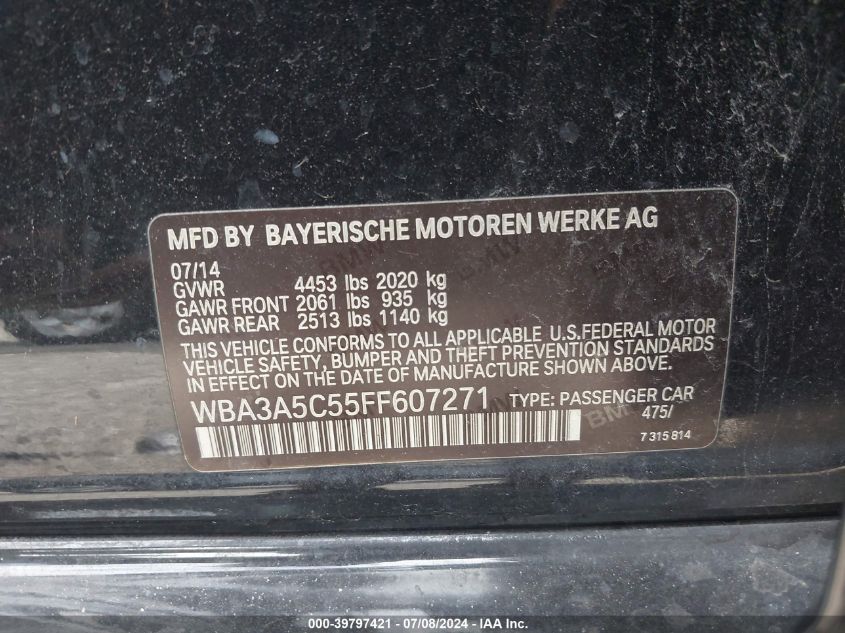 MFD BY BAYERISCHE MOTOREN WERKE AG
07/14
GVWR 4453 lbs 2020 kg
GAWR FRONT 2061 lbs 935 kg
GAWR REAR 2513 lbs 1140 kg
THIS VEHICLE CONFORMS TO ALL APPLICABLE U.S.FEDERAL MOTOR
VEHICLE SAFETY, BUMPER AND THEFT PREVENTION STANDARDS
IN EFFECT ON THE DATE OF MANUFACTURE SHOWN ABOVE.
WBA3A5C55FF607271 TYPE: PASSENGER CAR
475/
7 315 814
000-39797421 - 07/08/2024 - IAA Inc.